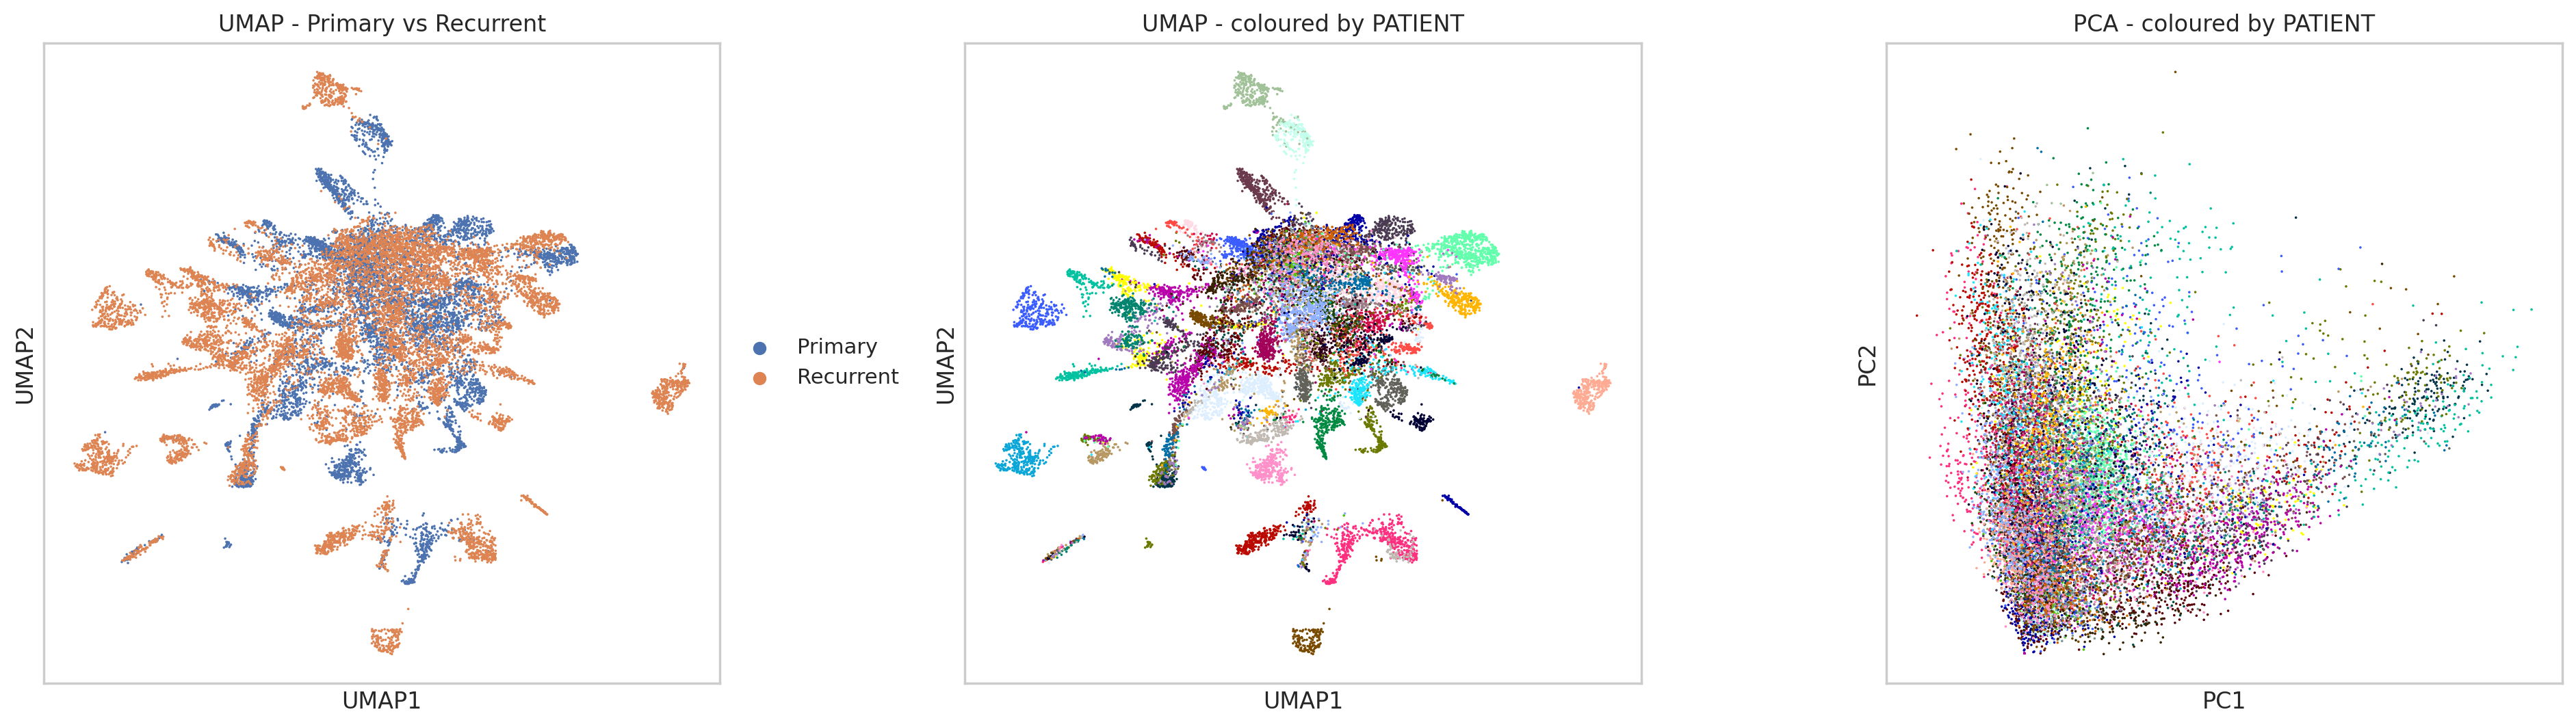 UMAP - Primary vs Recurrent
UMAP2
UMAP1
Primary
Recurrent
UMAP - coloured by PATIENT
UMAP2
UMAP1
PCA - coloured by PATIENT
PC2
PC1